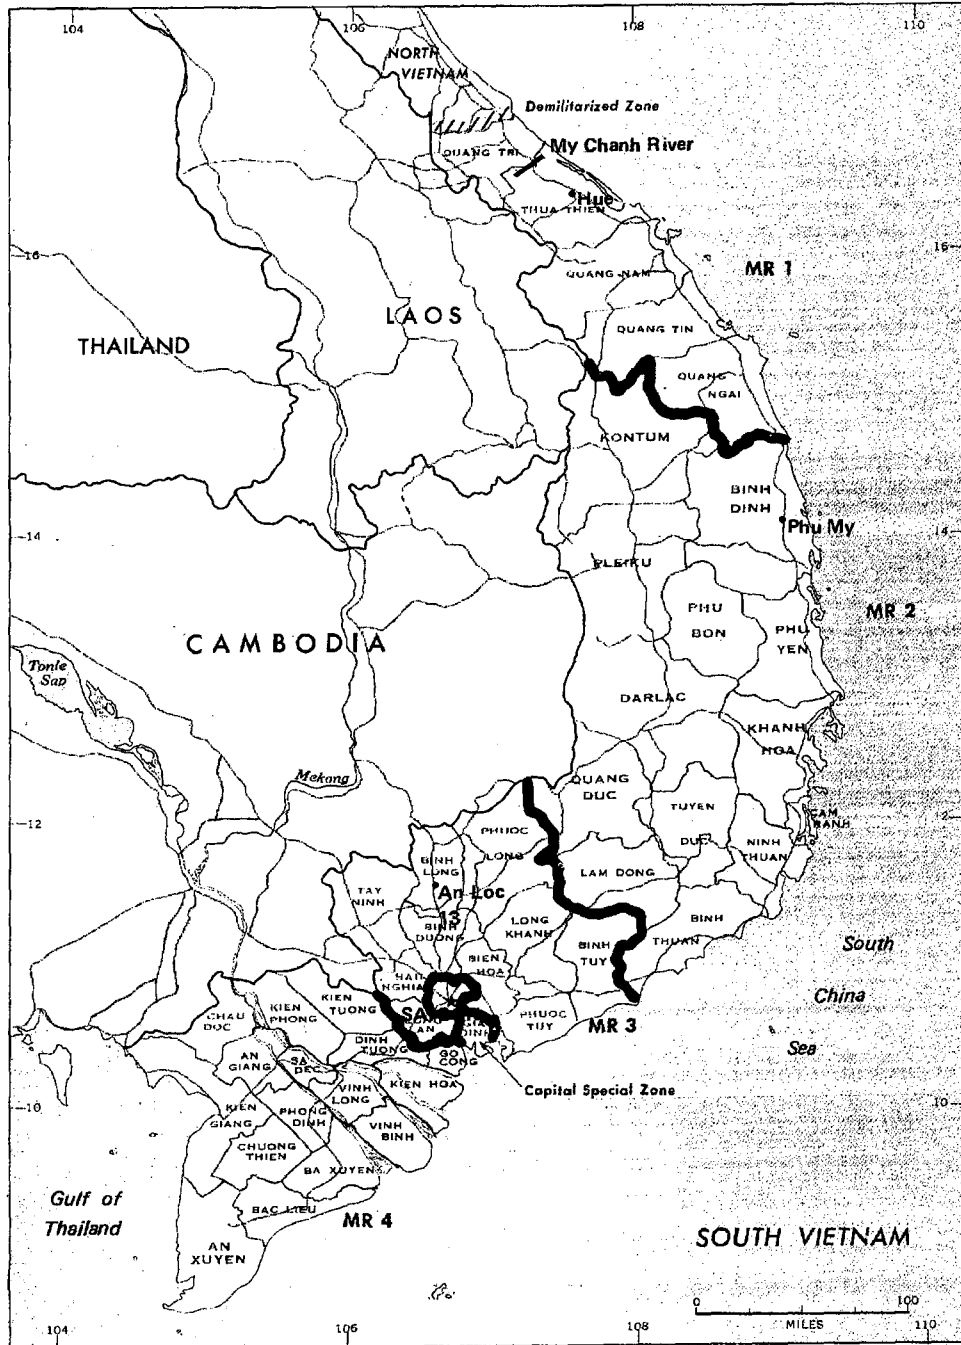 104
106
108
110
NORTH
VIETNAM
Demilitarized Zone
QUANG TRI
My Chanh River
Hue
THUA THIEN
16
16
QUANG NAM
MR 1
LAOS
QUANG TIN
THAILAND
QUANG
NGAI
KONTUM
BINH
DINH
Phu My
14
14
PLEIKU
PHU
BON
MR 2
PHU
YEN
CAMBODIA
Tonle
Sap
DARLAC
KHANH
HOA
Mekong
QUANG
DUC
TUYEN
DUC
CAM
RANH
12
PHUOC
LONG
NINH
THUAN
BINH
LONG
LAM DONG
TAY
NINH
An Loc
13
BINH
DUONG
LONG
KHANH
BINH
THUAN
BINH
TUY
BIEN
HOA
South
China
Sea
HAU
NGHIA
KIEN
TUONG
KIEN
PHONG
CHAU
DOC
PHUOC
TUY
MR 3
GIA
DINH
DINH
TUONG
GO
CONG
AN
GIANG
SA
DEC
KIEN HOA
VINH
LONG
Capital Special Zone
10
10
KIEN
GIANG
PHONG
DINH
VINH
BINH
CHUONG
THIEN
BA XUYEN
Gulf of
Thailand
BAC LIEU
MR 4
AN
XUYEN
SOUTH VIETNAM
0
100
MILES
104
106
108
110